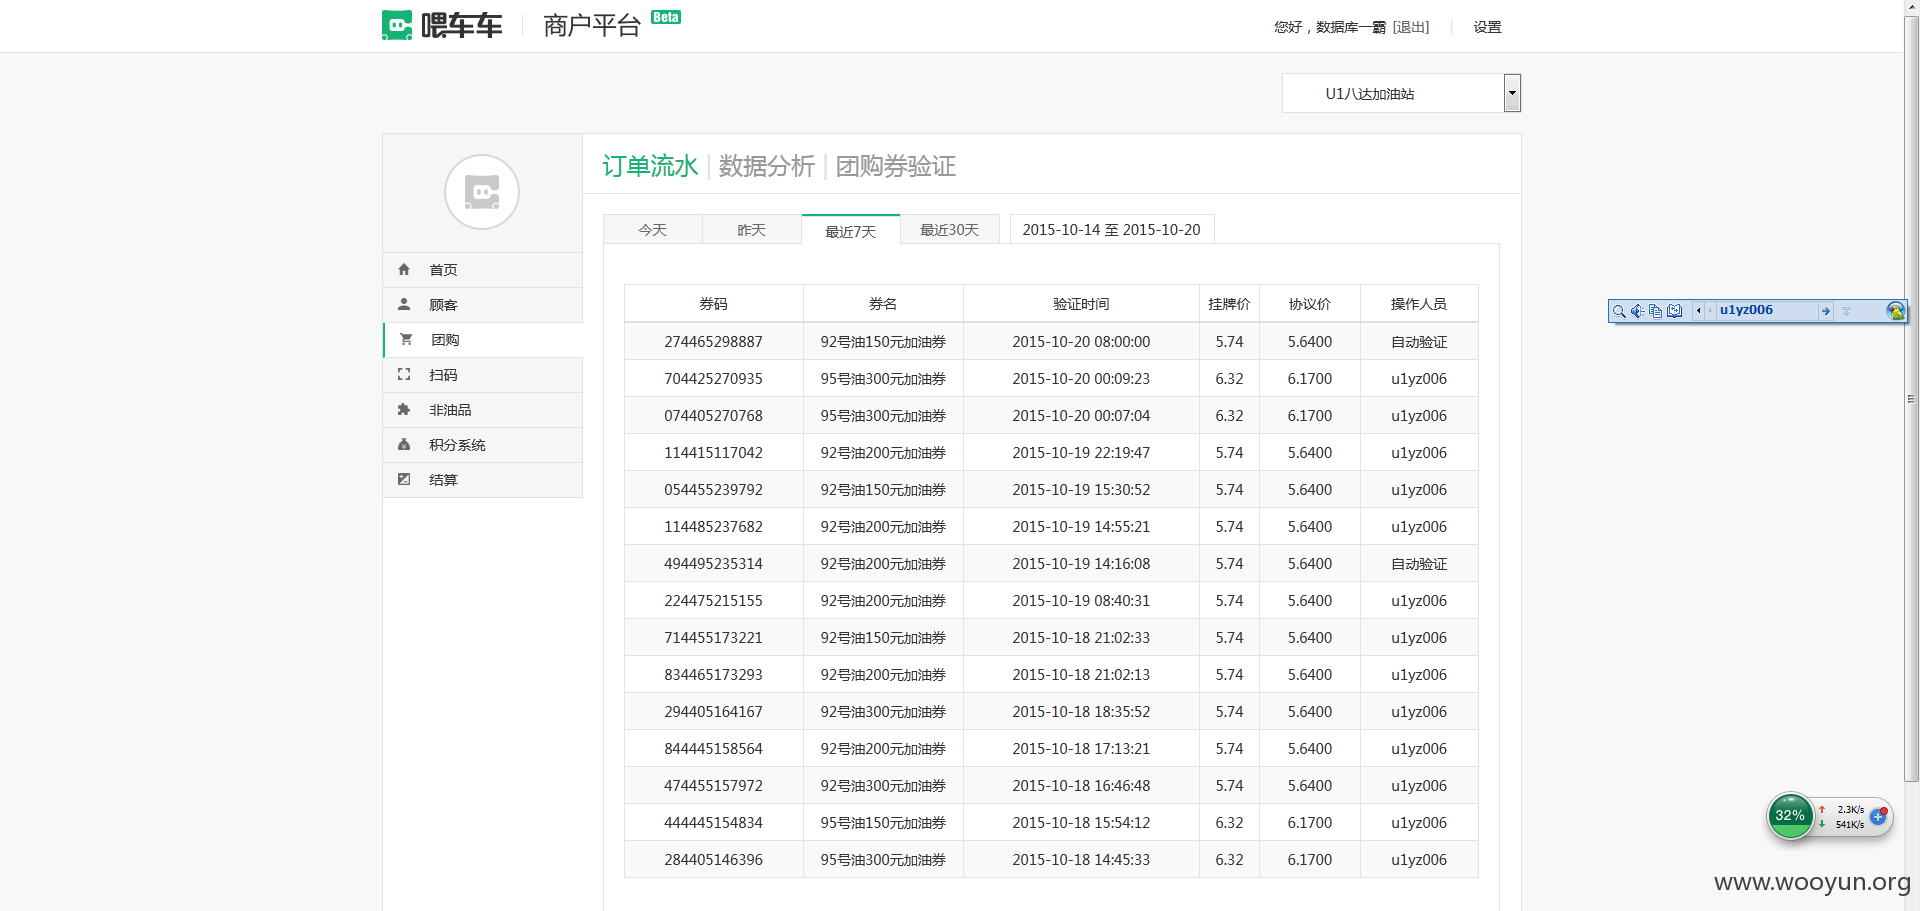 喂车车 商户平台 Beta
您好，数据库一霸 [退出] 设置
U1八达加油站
订单流水 数据分析 团购券验证
今天 昨天 最近7天 最近30天 2015-10-14 至 2015-10-20
首页
顾客
团购
扫码
非油品
积分系统
结算
券码 券名 验证时间 挂牌价 协议价 操作人员
274465298887 92号油150元加油券 2015-10-20 08:00:00 5.74 5.6400 自动验证
704425270935 95号油300元加油券 2015-10-20 00:09:23 6.32 6.1700 u1yz006
074405270768 95号油300元加油券 2015-10-20 00:07:04 6.32 6.1700 u1yz006
114415117042 92号油200元加油券 2015-10-19 22:19:47 5.74 5.6400 u1yz006
054455239792 92号油150元加油券 2015-10-19 15:30:52 5.74 5.6400 u1yz006
114485237682 92号油200元加油券 2015-10-19 14:55:21 5.74 5.6400 u1yz006
494495235314 92号油200元加油券 2015-10-19 14:16:08 5.74 5.6400 自动验证
224475215155 92号油200元加油券 2015-10-19 08:40:31 5.74 5.6400 u1yz006
714455173221 92号油150元加油券 2015-10-18 21:02:33 5.74 5.6400 u1yz006
834465173293 92号油200元加油券 2015-10-18 21:02:13 5.74 5.6400 u1yz006
294405164167 92号油300元加油券 2015-10-18 18:35:52 5.74 5.6400 u1yz006
844445158564 92号油200元加油券 2015-10-18 17:13:21 5.74 5.6400 u1yz006
474455157972 92号油300元加油券 2015-10-18 16:46:48 5.74 5.6400 u1yz006
444445154834 95号油150元加油券 2015-10-18 15:54:12 6.32 6.1700 u1yz006
284405146396 95号油300元加油券 2015-10-18 14:45:33 6.32 6.1700 u1yz006
u1yz006
32% 2.3K/s
541K/s
www.wooyun.org